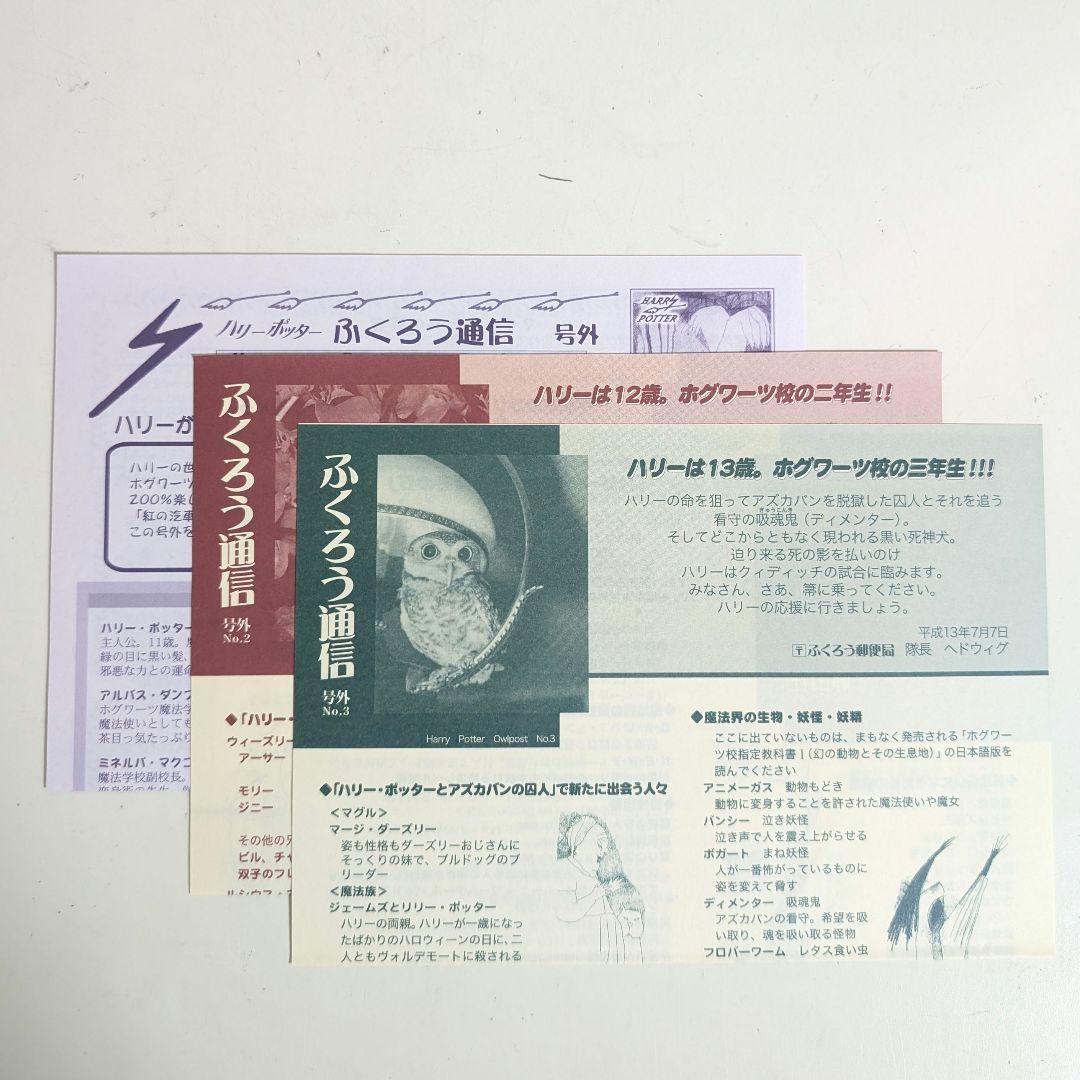 ハリーポッター ふくろう通信 号外
HARRY
POTTER
ハリーが
ハリーの世
ホグワーツ
200%楽し
「紅の汽車
この号外を
ハリー・ポッター
主人公。11歳。
緑の目に黒い髪、
邪悪な力との運命
アルバス・ダンブ
ホグワーツ魔法学
魔法使いとしても
茶目っ気たっぷり
ミネルバ・マクゴ
魔法学校副校長。
変身術の先生。
ふくろう通信
号外
No.2
ハリーは12歳。ホグワーツ校の二年生!!
◆「ハリー・
ウィーズリー
アーサー
モリー
ジニー
その他の兄
ビル、チャ
双子のフレ
ルシウス・
ふくろう通信
号外
No.3
Harry Potter Owlpost No.3
ハリーは13歳。ホグワーツ校の三年生!!!
ハリーの命を狙ってアズカバンを脱獄した囚人とそれを追う
看守の吸魂鬼(ディメンター)。
きゅうこんき
そしてどこからともなく現われる黒い死神犬。
迫り来る死の影を払いのけ
ハリーはクィディッチの試合に臨みます。
みなさん、さあ、箒に乗ってください。
ハリーの応援に行きましょう。
平成13年7月7日
〒ふくろう郵便局 隊長 ヘドウィグ
◆「ハリー・ポッターとアズカバンの囚人」で新たに出会う人々
<マグル>
マージ・ダーズリー
姿も性格もダーズリーおじさんに
そっくりの妹で、ブルドッグのブ
リーダー
<魔法族>
ジェームズとリリー・ポッター
ハリーの両親。ハリーが一歳になっ
たばかりのハロウィーンの日に、二
人ともヴォルデモートに殺される
◆魔法界の生物・妖怪・妖精
ここに出ていないものは、まもなく発売される「ホグワー
ツ校指定教科書Ⅰ(幻の動物とその生息地)」の日本語版を
読んでください
アニメーガス 動物もどき
動物に変身することを許された魔法使いや魔女
バンシー 泣き妖怪
泣き声で人を震え上がらせる
ボガート まね妖怪
人が一番怖がっているものに
姿を変えて脅す
ディメンター 吸魂鬼
アズカバンの看守。希望を吸
い取り、魂を吸い取る怪物
フロバーワーム レタス食い虫